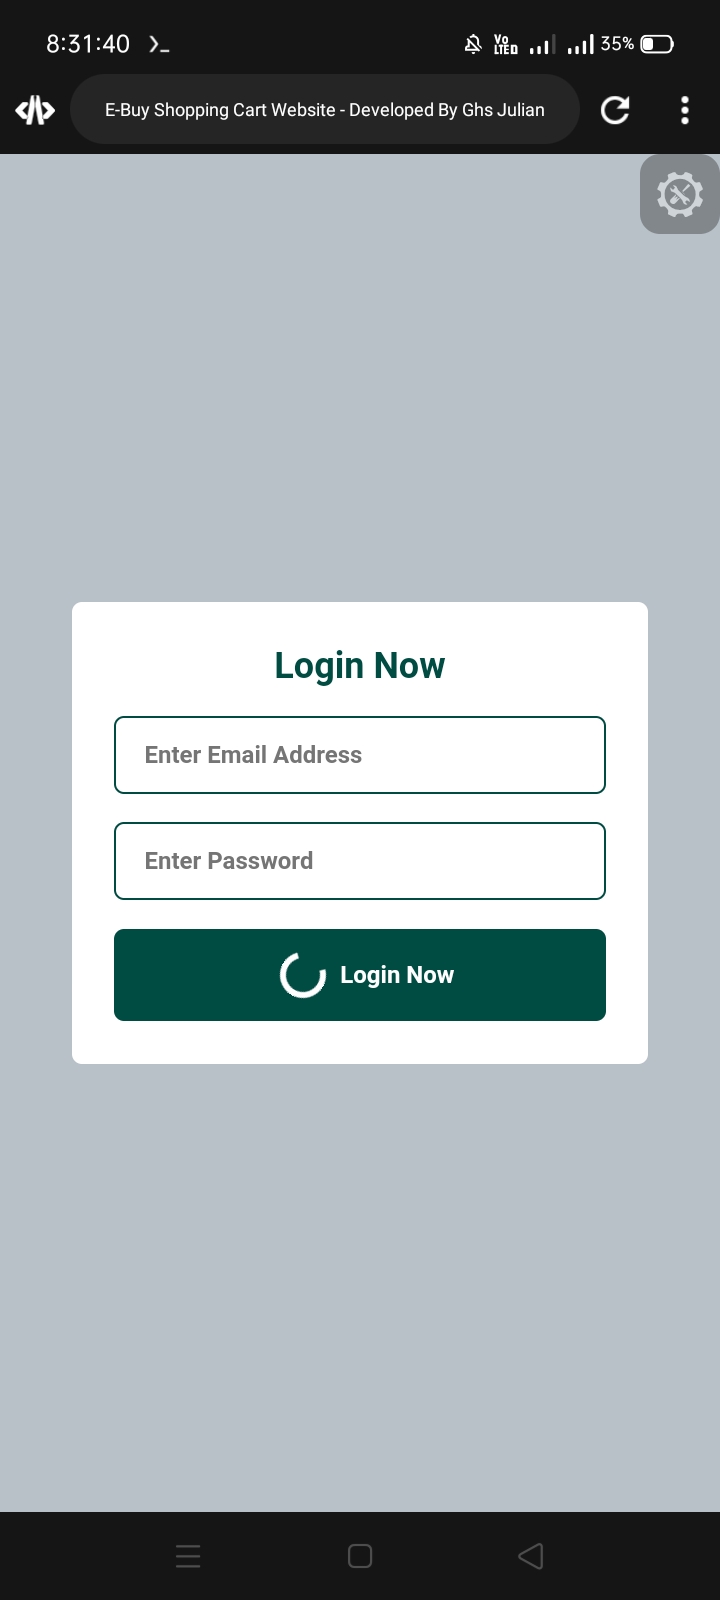 8:31:40
Vo
LTED
35%
E-Buy Shopping Cart Website - Developed By Ghs Julian
Login Now
Enter Email Address
Enter Password
Login Now